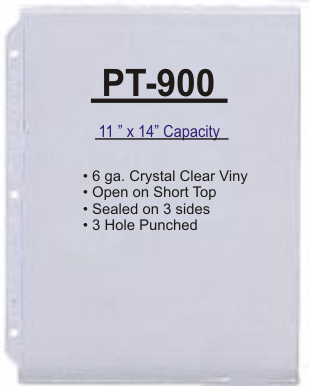 PT-900
11 ” x 14” Capacity
• 6 ga. Crystal Clear Viny
• Open on Short Top
• Sealed on 3 sides
• 3 Hole Punched